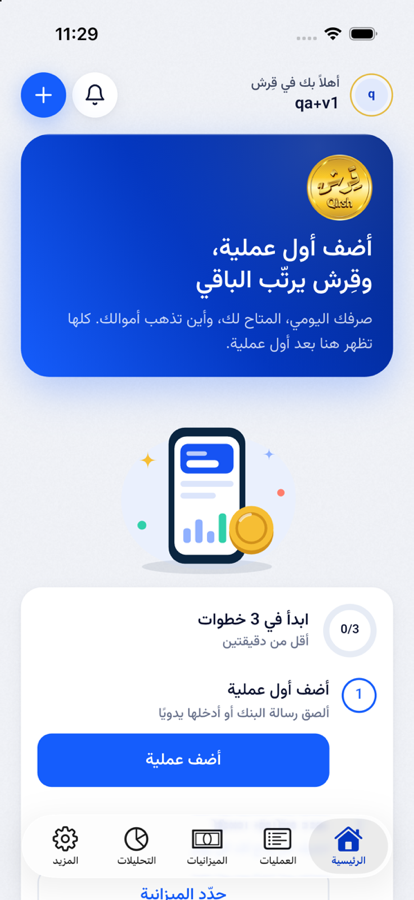 11:29
أهلاً بك في قِرش
qa+v1
q
قِرش
Qirsh
أضف أول عملية،
وقِرش يرتّب الباقي
صرفك اليومي، المتاح لك، وأين تذهب أموالك. كلها
تظهر هنا بعد أول عملية.
ابدأ في 3 خطوات
أقل من دقيقتين
0/3
1
أضف أول عملية
ألصق رسالة البنك أو أدخلها يدويًا
أضف عملية
الرئيسية
العمليات
الميزانيات
التحليلات
المزيد
حدّد الميزانية